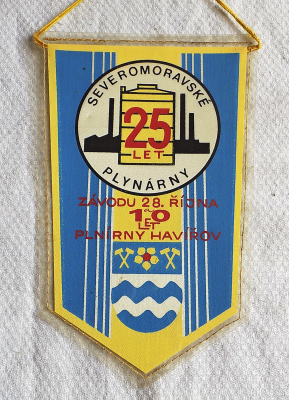 SEVEROMORAVSKÉ
25
LET
PLYNÁRNY
ZÁVODU 28. ŘÍJNA
a
10
LET
PLNÍRNY HAVÍŘOV